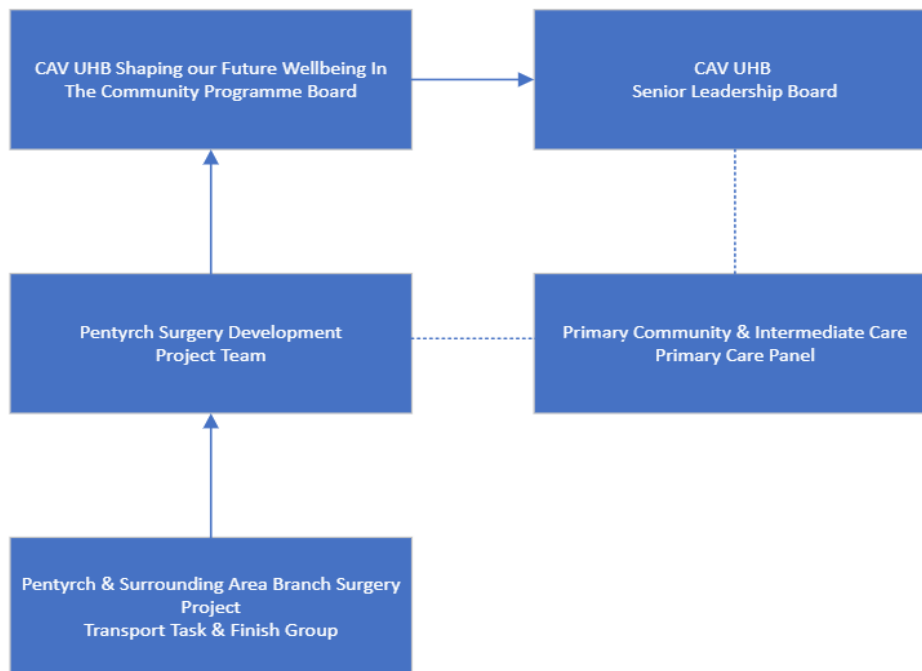 CAV UHB Shaping our Future Wellbeing In
The Community Programme Board
CAV UHB
Senior Leadership Board
Pentyrch Surgery Development
Project Team
Primary Community & Intermediate Care
Primary Care Panel
Pentyrch & Surrounding Area Branch Surgery
Project
Transport Task & Finish Group